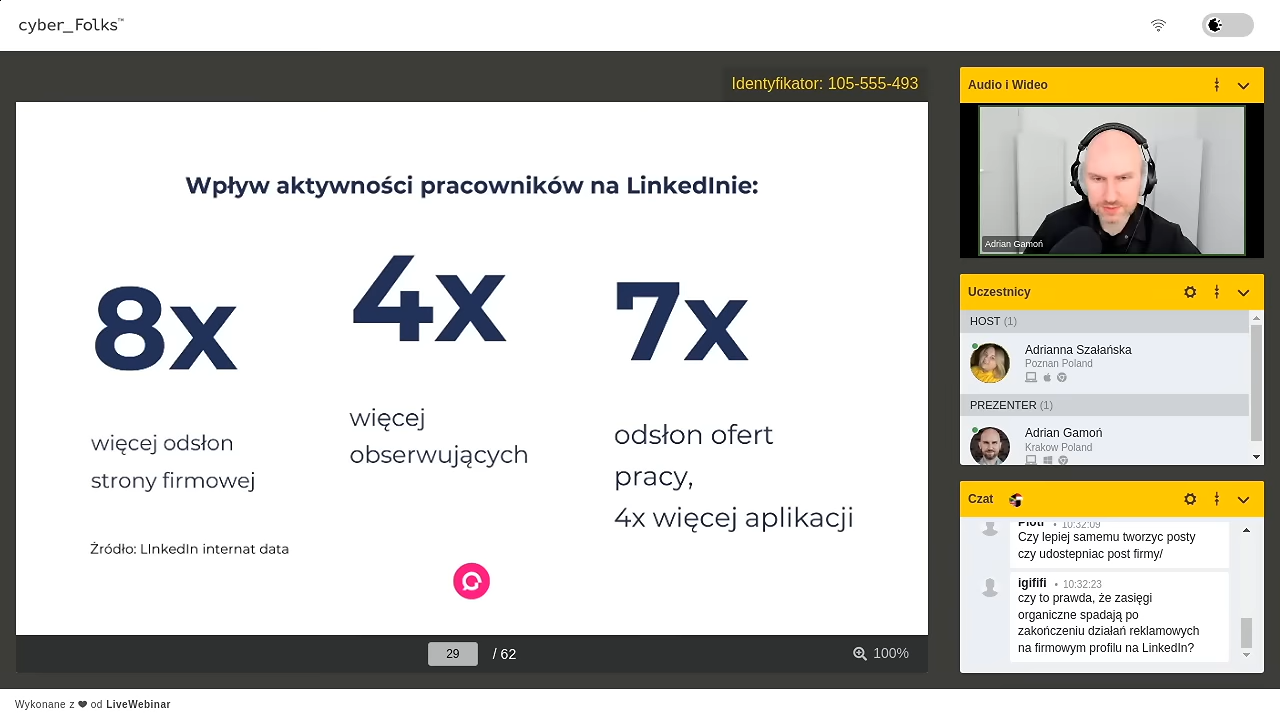 cyber_Folks™
Identyfikator: 105-555-493
Wpływ aktywności pracowników na LinkedInie:
8x
4x
7x
więcej odsłon
strony firmowej
więcej
obserwujących
odsłon ofert
pracy,
4x więcej aplikacji
Źródło: LInkedIn internat data
29 / 62
100%
Audio i Wideo
Adrian Gamoń
Uczestnicy
HOST (1)
Adrianna Szałańska
Poznan Poland
PREZENTER (1)
Adrian Gamoń
Krakow Poland
Czat
Piotr • 10:32:09
Czy lepiej samemu tworzyc posty
czy udostepniac post firmy/
igififi • 10:32:23
czy to prawda, że zasięgi
organiczne spadają po
zakończeniu działań reklamowych
na firmowym profilu na LinkedIn?
Wykonane z ❤ od LiveWebinar